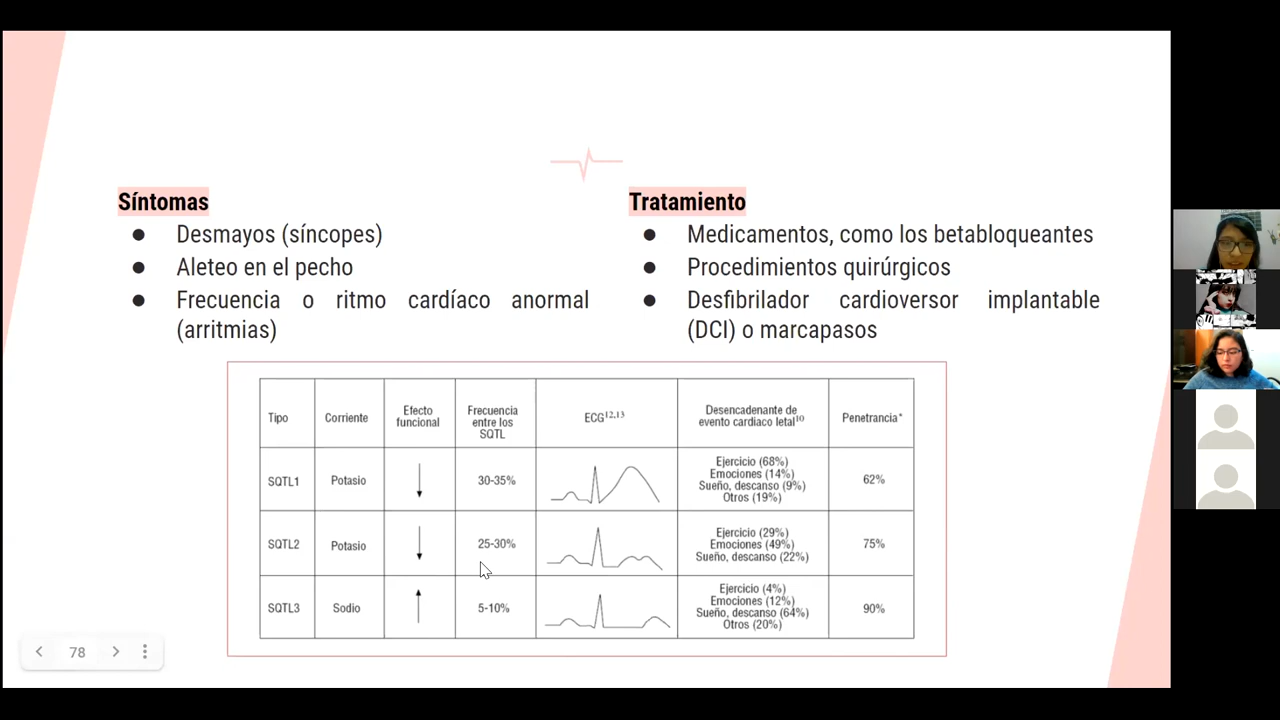 Síntomas
● Desmayos (síncopes)
● Aleteo en el pecho
● Frecuencia o ritmo cardíaco anormal
(arritmias)
Tratamiento
● Medicamentos, como los betabloqueantes
● Procedimientos quirúrgicos
● Desfibrilador cardioversor implantable
(DCI) o marcapasos
Tipo
Corriente
Efecto
funcional
Frecuencia
entre los
SQTL
ECG12,13
Desencadenante de
evento cardiaco letal10
Penetrancia*
SQTL1
Potasio
30-35%
Ejercicio (68%)
Emociones (14%)
Sueño, descanso (9%)
Otros (19%)
62%
SQTL2
Potasio
25-30%
Ejercicio (29%)
Emociones (49%)
Sueño, descanso (22%)
75%
SQTL3
Sodio
5-10%
Ejercicio (4%)
Emociones (12%)
Sueño, descanso (64%)
Otros (20%)
90%
78